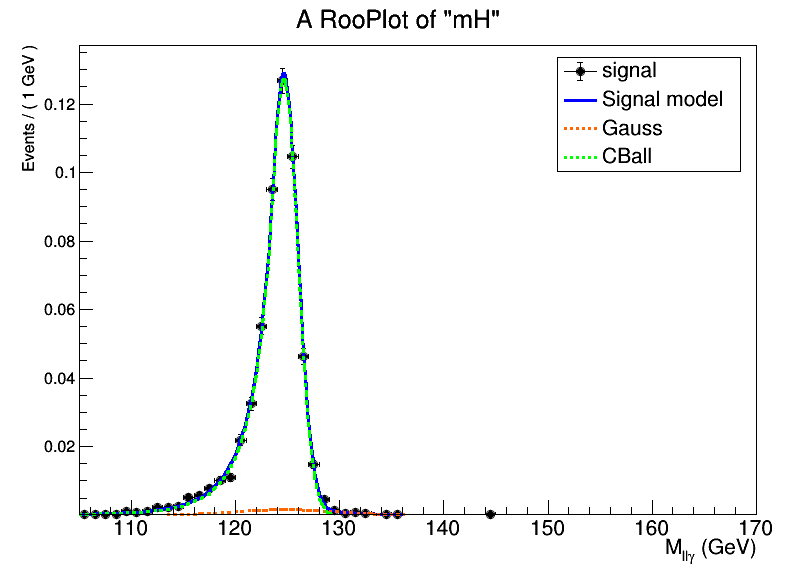 A RooPlot of "mH"
Events / ( 1 GeV )
0.12
0.1
0.08
0.06
0.04
0.02
signal
Signal model
Gauss
CBall
110 120 130 140 150 160 170
M_llγ (GeV)